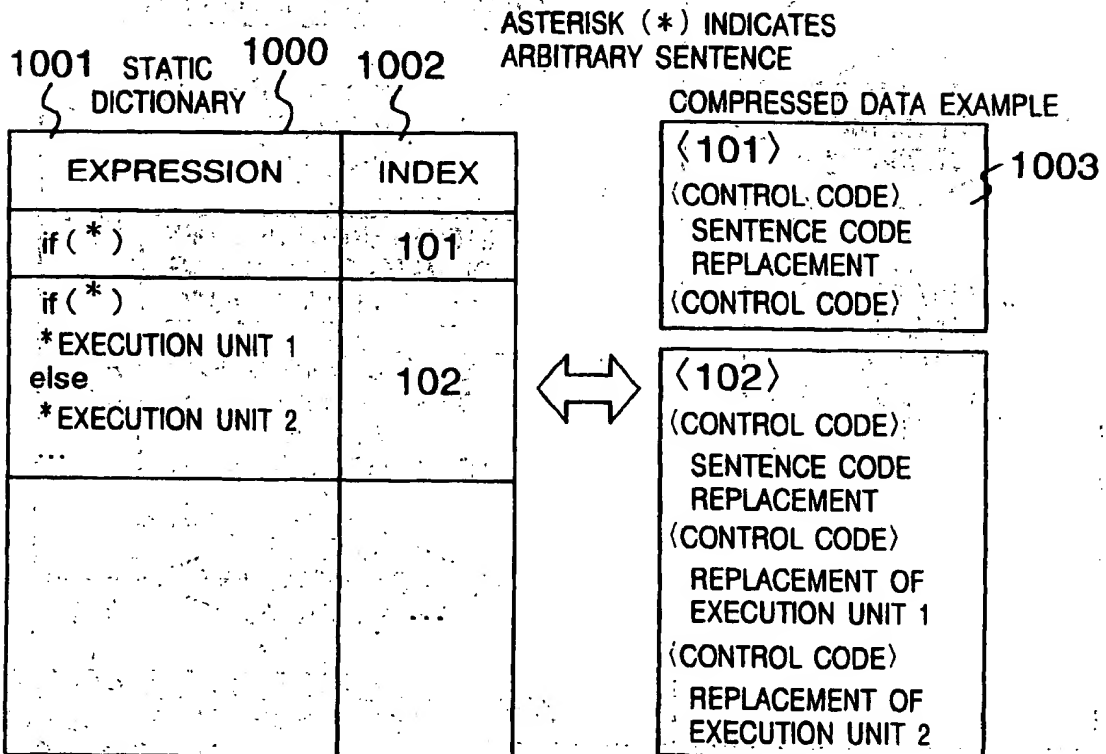 ASTERISK (*) INDICATES
ARBITRARY SENTENCE
1001 STATIC 1000 1002
DICTIONARY
EXPRESSION INDEX
if (*) 101
if (*)
*EXECUTION UNIT 1
else
*EXECUTION UNIT 2
...
102
...
COMPRESSED DATA EXAMPLE
1003
〈101〉
〈CONTROL CODE〉
SENTENCE CODE
REPLACEMENT
〈CONTROL CODE〉
〈102〉
〈CONTROL CODE〉
SENTENCE CODE
REPLACEMENT
〈CONTROL CODE〉
REPLACEMENT OF
EXECUTION UNIT 1
〈CONTROL CODE〉
REPLACEMENT OF
EXECUTION UNIT 2